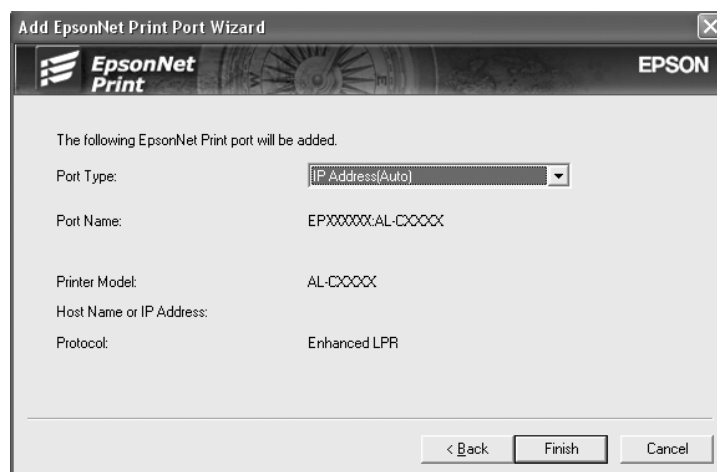 Add EpsonNet Print Port Wizard
EpsonNet
Print
EPSON
The following EpsonNet Print port will be added.
Port Type: IP Address(Auto)
Port Name: EPXXXXXX:AL-CXXXX
Printer Model: AL-CXXXX
Host Name or IP Address:
Protocol: Enhanced LPR
< Back Finish Cancel